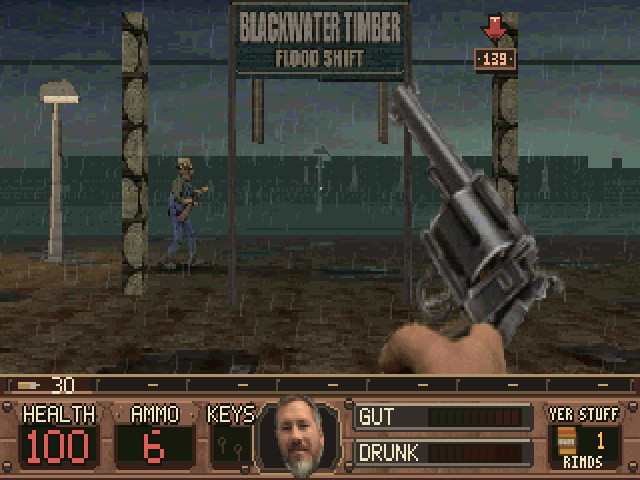 BLACKWATER TIMBER
FLOOD SHIFT
139
30
HEALTH
100
AMMO
6
KEYS
GUT
DRUNK
YER STUFF
1
RINDS